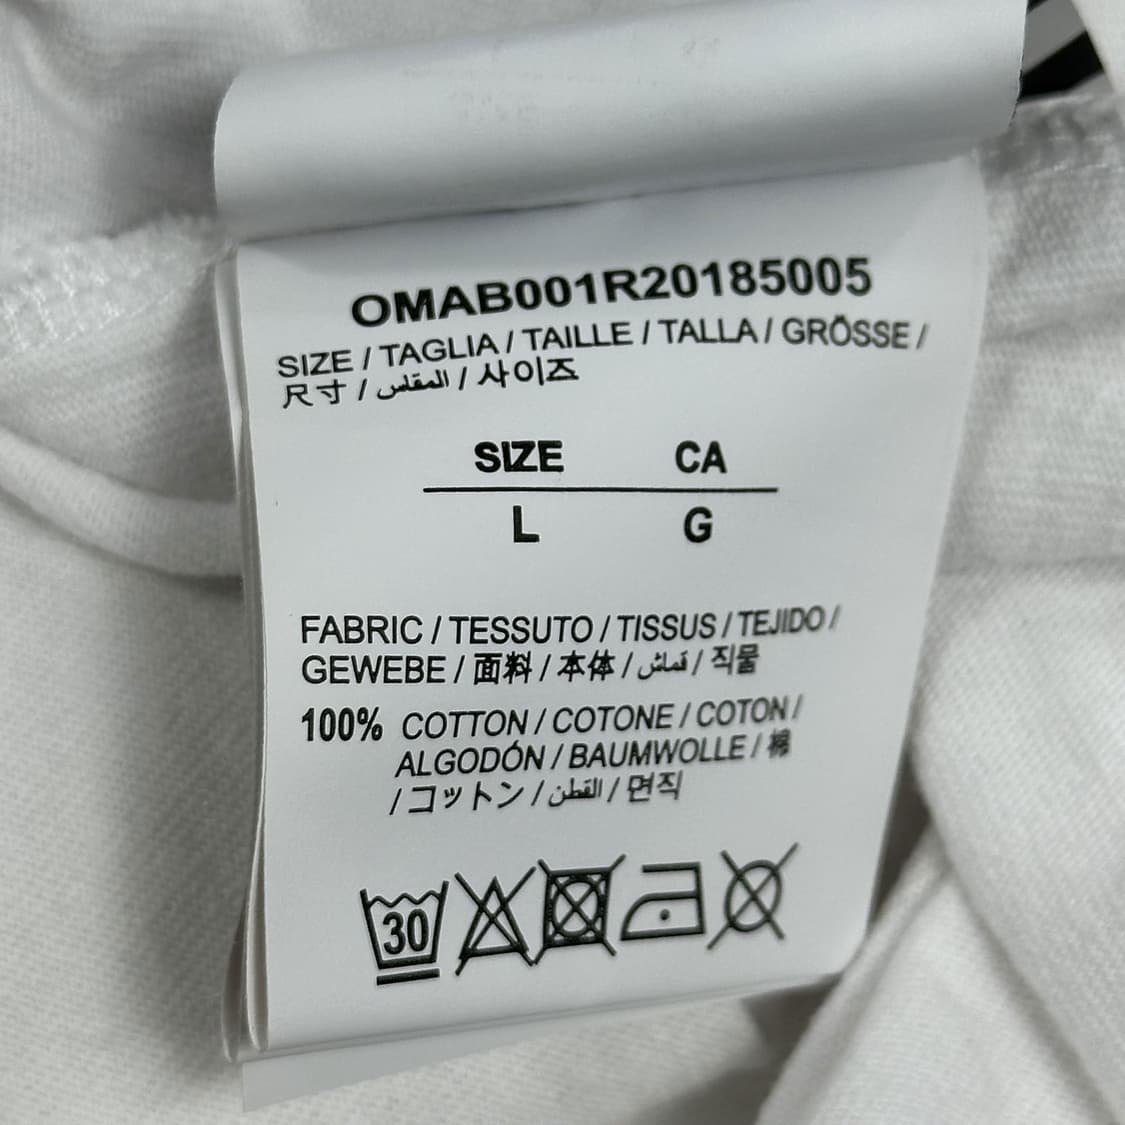 OMAB001R20185005
SIZE / TAGLIA / TAILLE / TALLA / GRÖSSE /
尺寸 / المقاس / 사이즈
SIZE CA
L G
FABRIC / TESSUTO / TISSUS / TEJIDO /
GEWEBE / 面料 / 本体 / قماش / 직물
100% COTTON / COTONE / COTON /
ALGODÓN / BAUMWOLLE / 棉
/ コットン / القطن / 면직
30